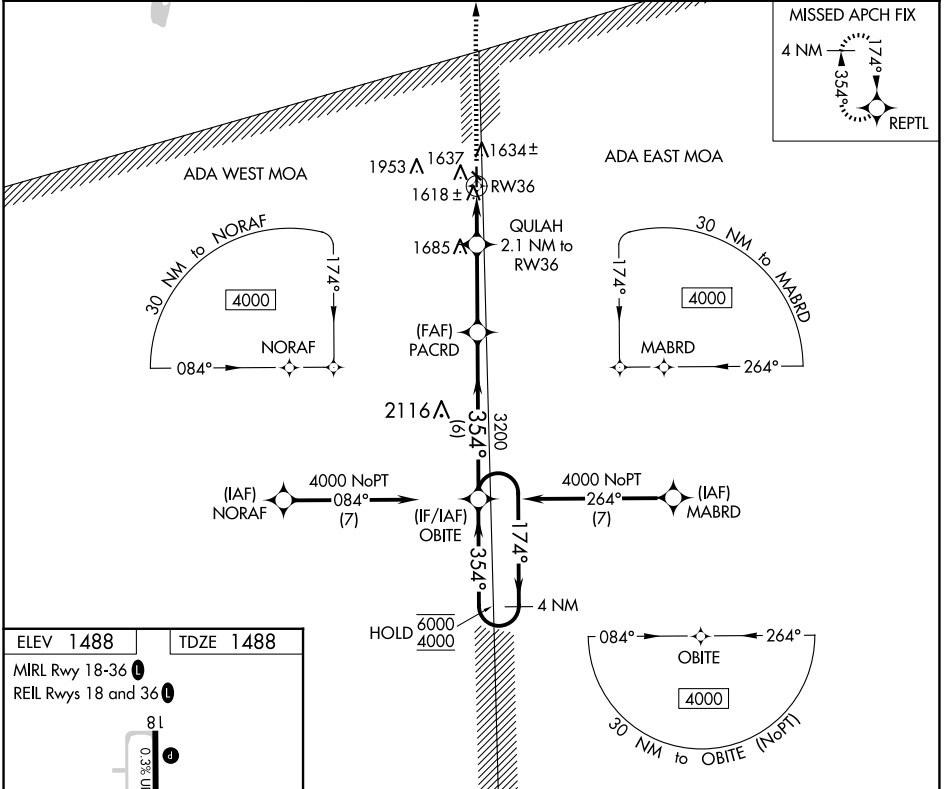 MISSED APCH FIX
4 NM
174°
354°
REPTL
ADA WEST MOA
1953
1637
1634±
ADA EAST MOA
1618±
RW36
QULAH
2.1 NM to
RW36
1685
30 NM to NORAF
174°
4000
NORAF
084°
30 NM to MABRD
174°
4000
MABRD
264°
(FAF)
PACRD
2116
(6)
354°
3200
4000 NoPT
084°
(7)
(IAF)
NORAF
(IF/IAF)
OBITE
4000 NoPT
264°
(7)
(IAF)
MABRD
354°
174°
4 NM
HOLD
6000
4000
084°
264°
OBITE
4000
30 NM to OBITE (NoPT)
ELEV 1488
TDZE 1488
MIRL Rwy 18-36 L
REIL Rwys 18 and 36 L
18
P